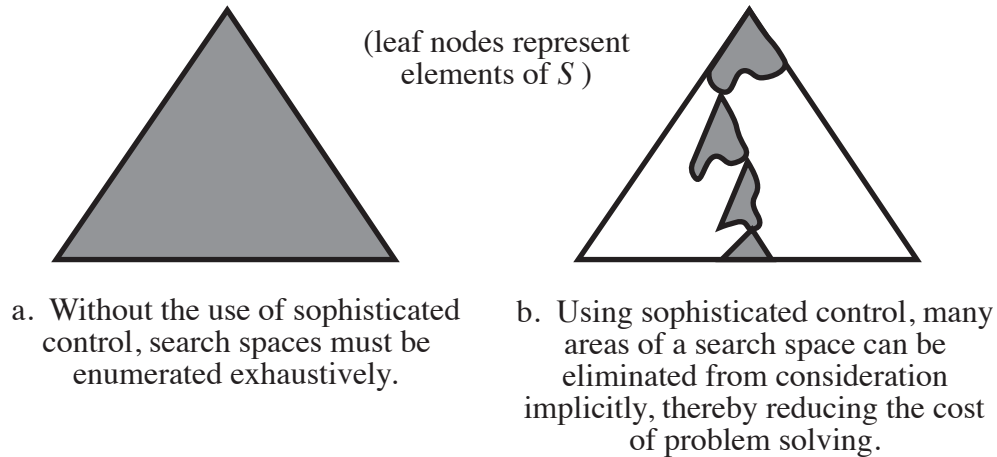 (leaf nodes represent
elements of S )
a. Without the use of sophisticated
control, search spaces must be
enumerated exhaustively.
b. Using sophisticated control, many
areas of a search space can be
eliminated from consideration
implicitly, thereby reducing the cost
of problem solving.